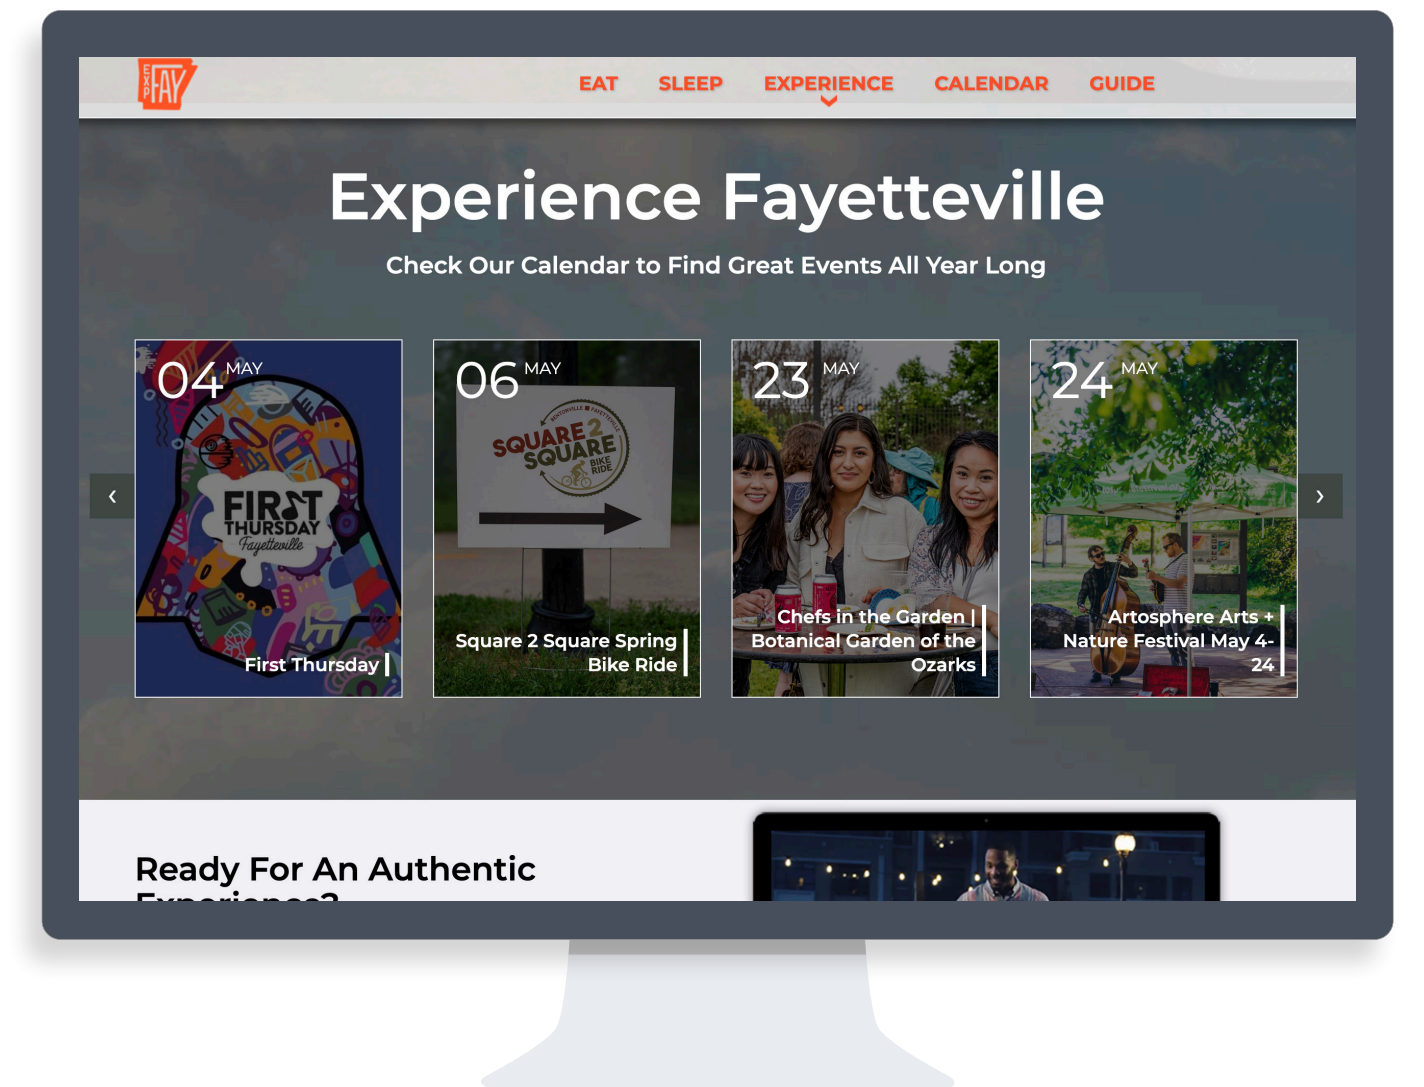 EXP
FAY
EAT SLEEP EXPERIENCE CALENDAR GUIDE
Experience Fayetteville
Check Our Calendar to Find Great Events All Year Long
04 MAY
FIRST
THURSDAY
Fayetteville
First Thursday
06 MAY
BENTONVILLE FAYETTEVILLE
SQUARE 2
SQUARE
BIKE
RIDE
Square 2 Square Spring
Bike Ride
23 MAY
Chefs in the Garden |
Botanical Garden of the
Ozarks
24 MAY
Artosphere Arts +
Nature Festival May 4-
24
Ready For An Authentic
Experience?